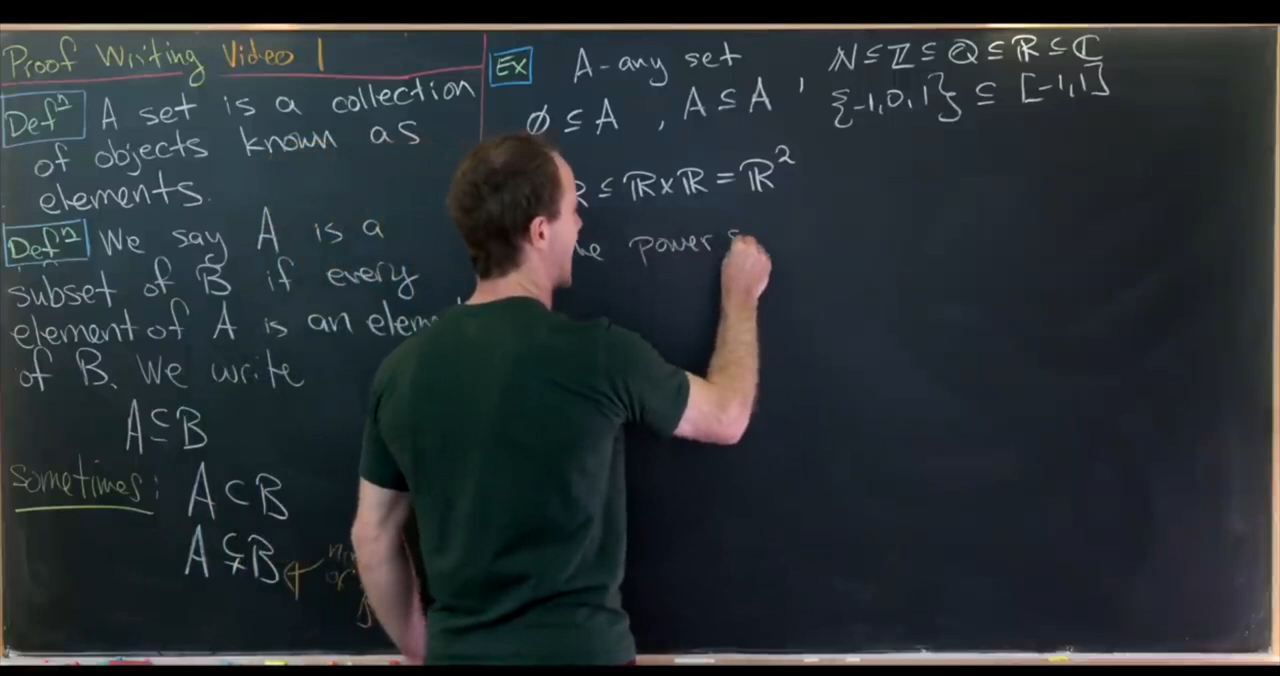 Proof Writing Video 1
Defⁿ A set is a collection
of objects known as
elements.
Defⁿ We say A is a
subset of B if every
element of A is an
of B. We write
A ⊆ B
sometimes: A ⊂ B
A ⊊ B
Ex A-any set
∅ ⊆ A , A ⊆ A ,
ℕ ⊆ ℤ ⊆ ℚ ⊆ ℝ ⊆ ℂ
{-1,0,1} ⊆ [-1,1]
⊆ ℝ×ℝ = ℝ²
power